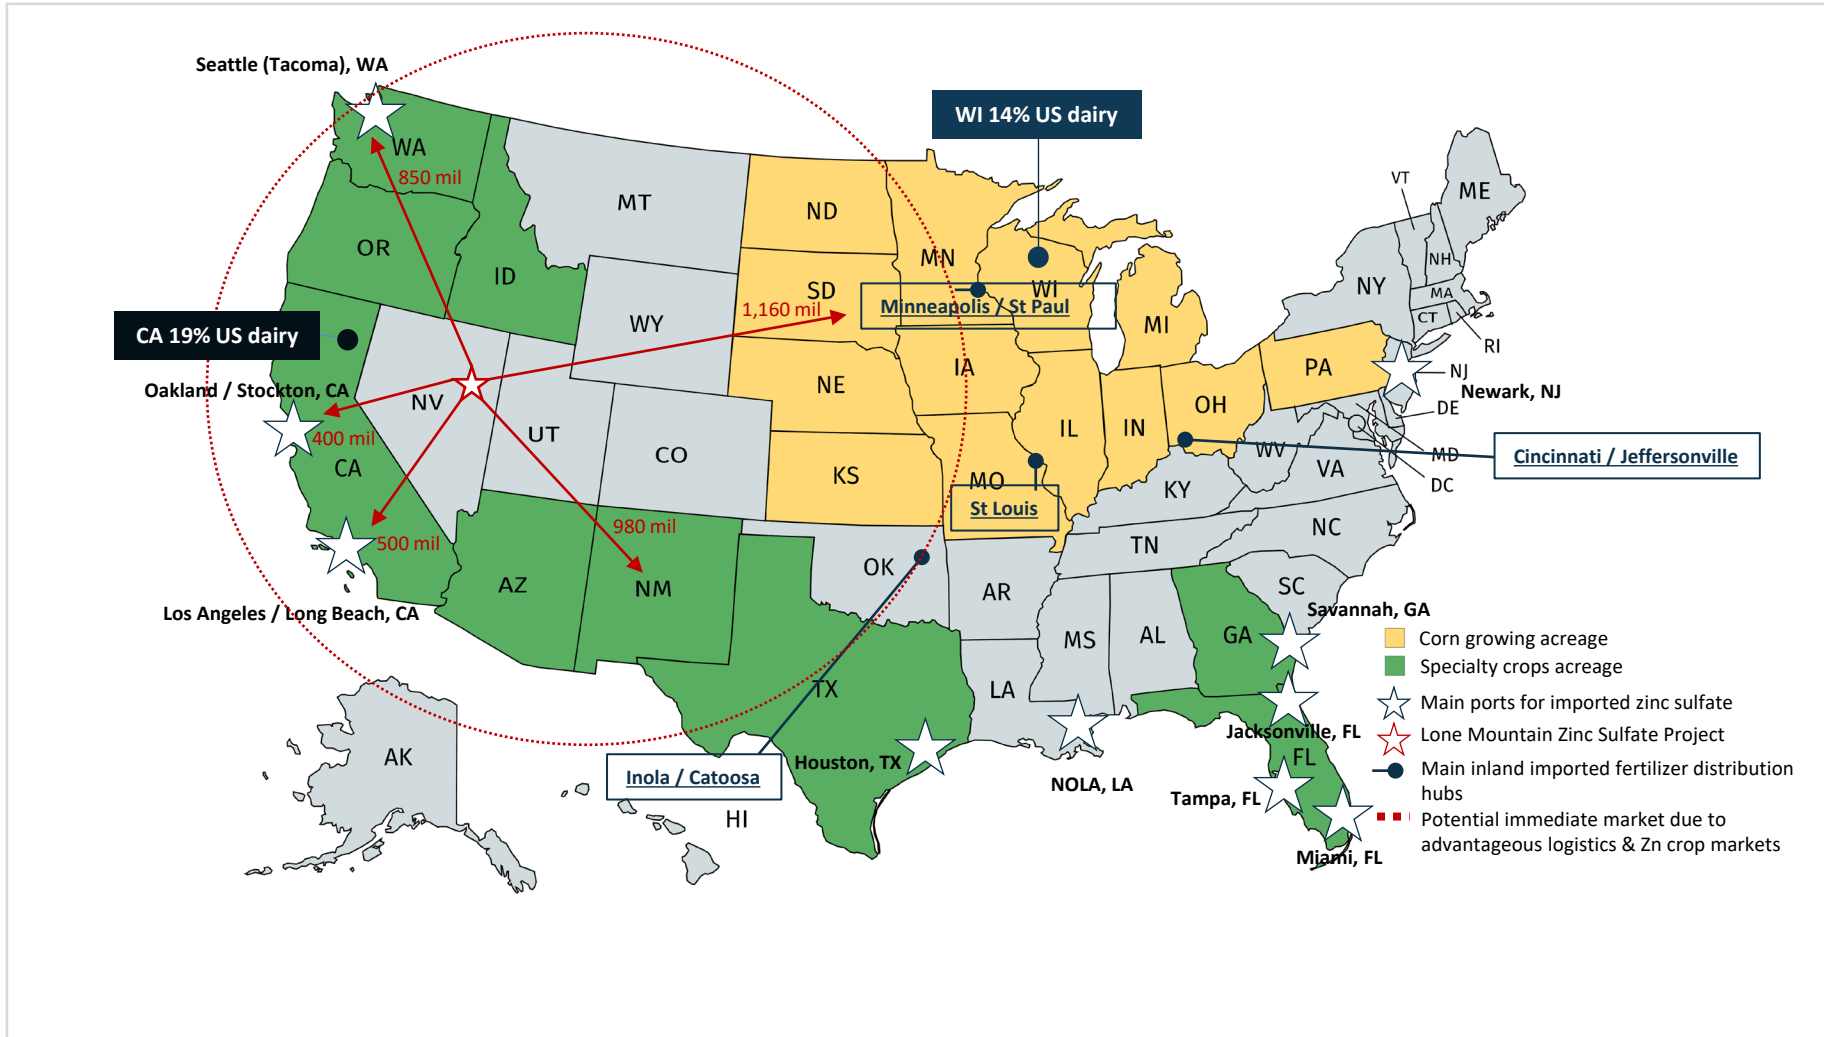 Seattle (Tacoma), WA
WI 14% US dairy
WA
850 mil
MT
ND
MN
VT
ME
OR
ID
SD
WI
NY
NH
MA
CT
RI
1,160 mil
Minneapolis / St Paul
WY
MI
CA 19% US dairy
NE
IA
PA
NJ
Newark, NJ
Oakland / Stockton, CA
NV
UT
400 mil
CA
CO
KS
MO
IL
IN
OH
DE
WV
VA
MD
DC
Cincinnati / Jeffersonville
KY
St Louis
500 mil
980 mil
NC
TN
AZ
NM
OK
AR
SC
Los Angeles / Long Beach, CA
MS
AL
GA
Savannah, GA
Corn growing acreage
Specialty crops acreage
TX
LA
Main ports for imported zinc sulfate
Jacksonville, FL
Lone Mountain Zinc Sulfate Project
AK
FL
Houston, TX
Inola / Catoosa
NOLA, LA
Tampa, FL
Main inland imported fertilizer distribution
hubs
HI
Potential immediate market due to
advantageous logistics & Zn crop markets
Miami, FL